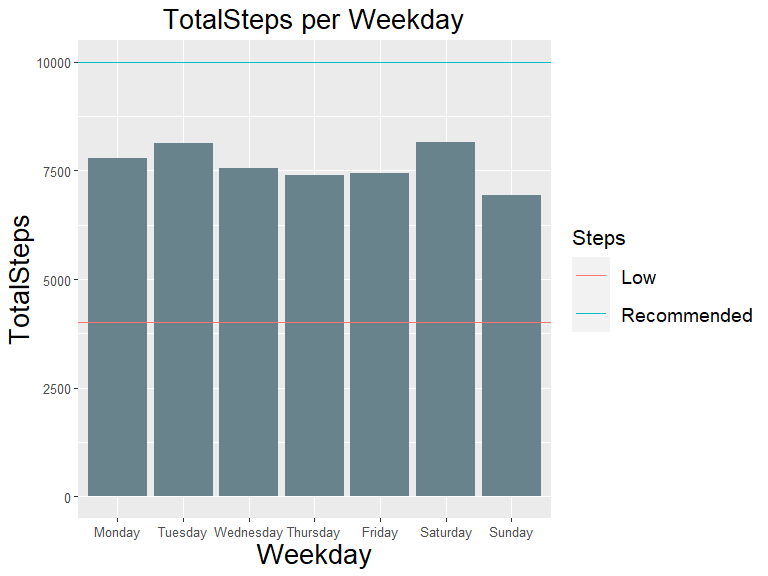 TotalSteps per Weekday
TotalSteps
10000
7500
5000
2500
0
Monday Tuesday Wednesday Thursday Friday Saturday Sunday
Weekday
Steps
Low
Recommended